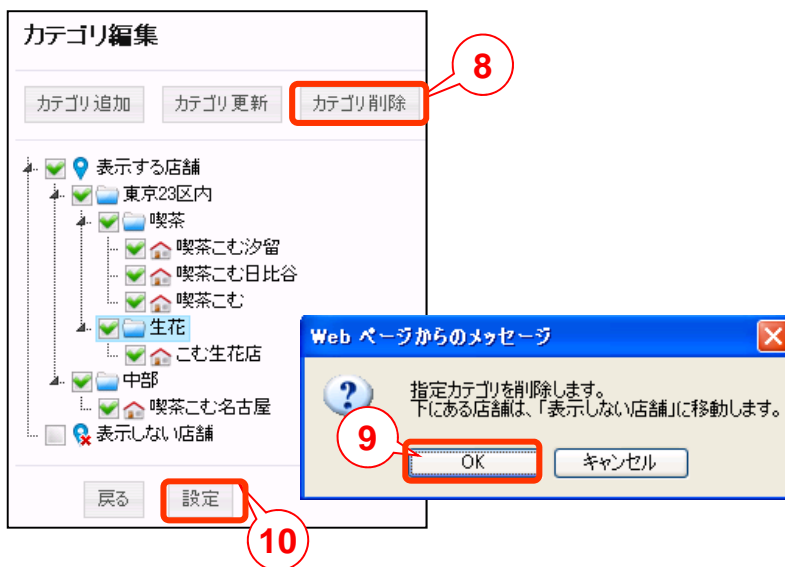 カテゴリ編集
8
カテゴリ追加 カテゴリ更新 カテゴリ削除
表示する店舗
東京23区内
喫茶
喫茶こむ汐留
喫茶こむ日比谷
喫茶こむ
生花
こむ生花店
中部
喫茶こむ名古屋
表示しない店舗
戻る 設定
10
Web ページからのメッセージ
指定カテゴリを削除します。
下にある店舗は、「表示しない店舗」に移動します。
9
OK キャンセル